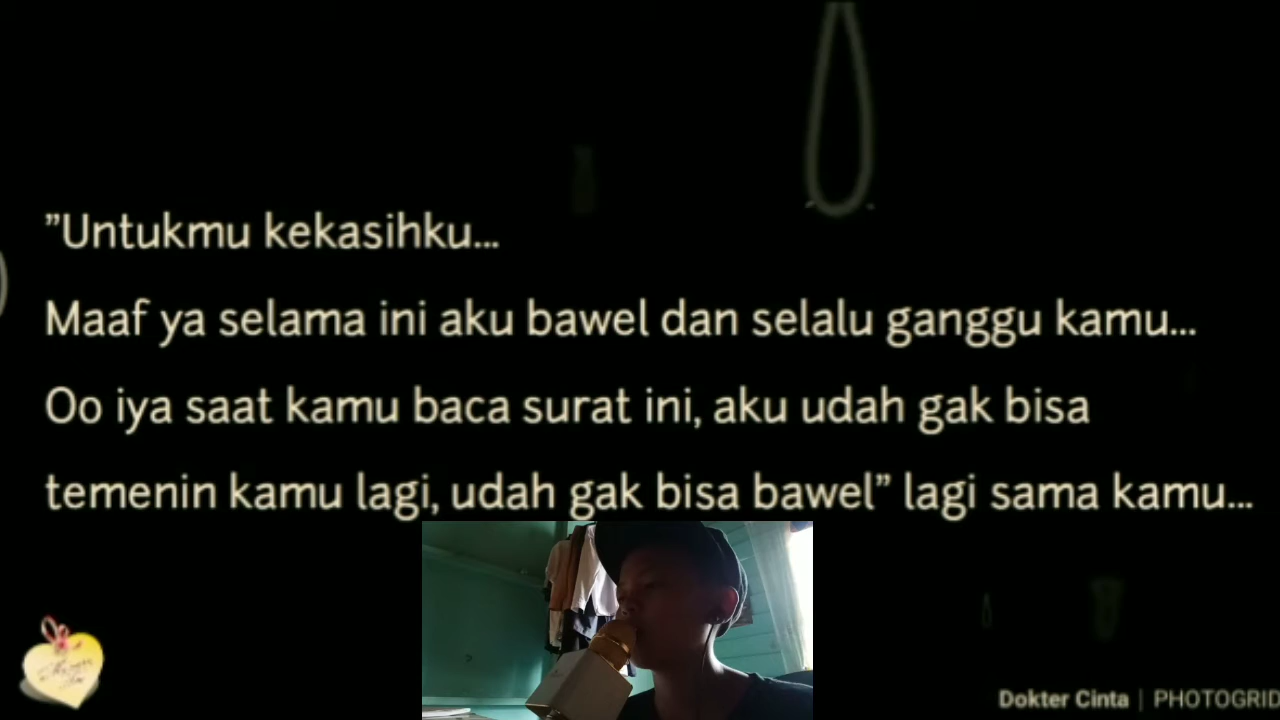 ”Untukmu kekasihku...
Maaf ya selama ini aku bawel dan selalu ganggu kamu...
Oo iya saat kamu baca surat ini, aku udah gak bisa
temenin kamu lagi, udah gak bisa bawel” lagi sama kamu...
Dokter Cinta | PHOTOGRID